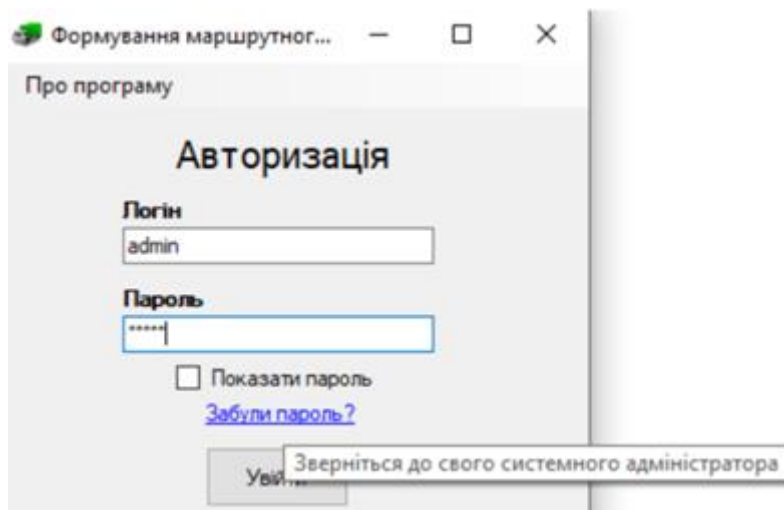 Формування маршрутног...
Про програму
Авторизація
Логін
admin
Пароль
*****
Показати пароль
Забули пароль?
Зверніться до свого системного адміністратора